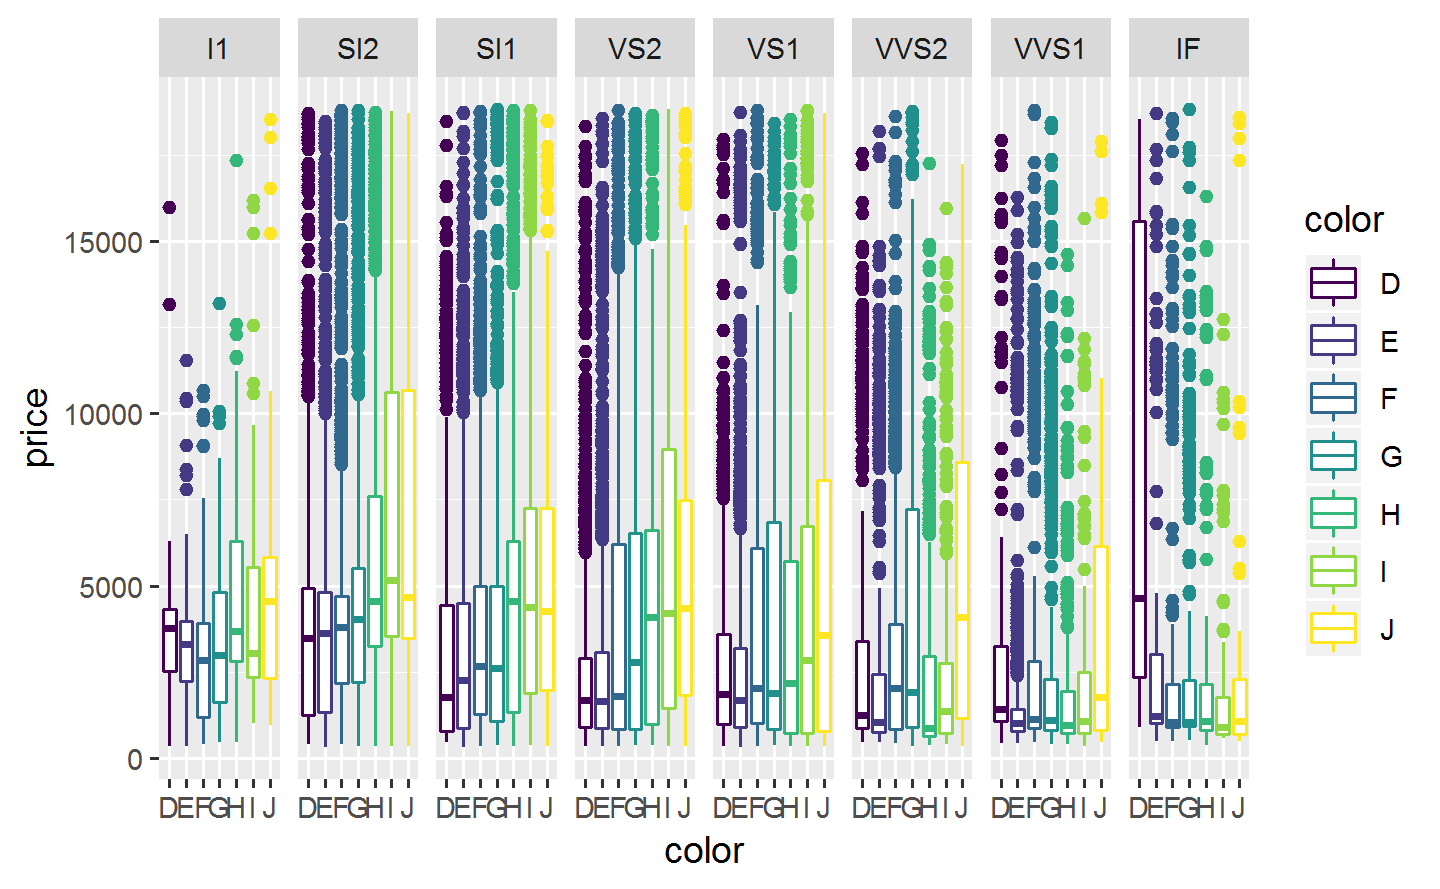 I1 SI2 SI1 VS2 VS1 VVS2 VVS1 IF
15000
10000
5000
0
price
DEFGHIJ DEFGHIJ DEFGHIJ DEFGHIJ DEFGHIJ DEFGHIJ DEFGHIJ DEFGHIJ
color
color
D
E
F
G
H
I
J